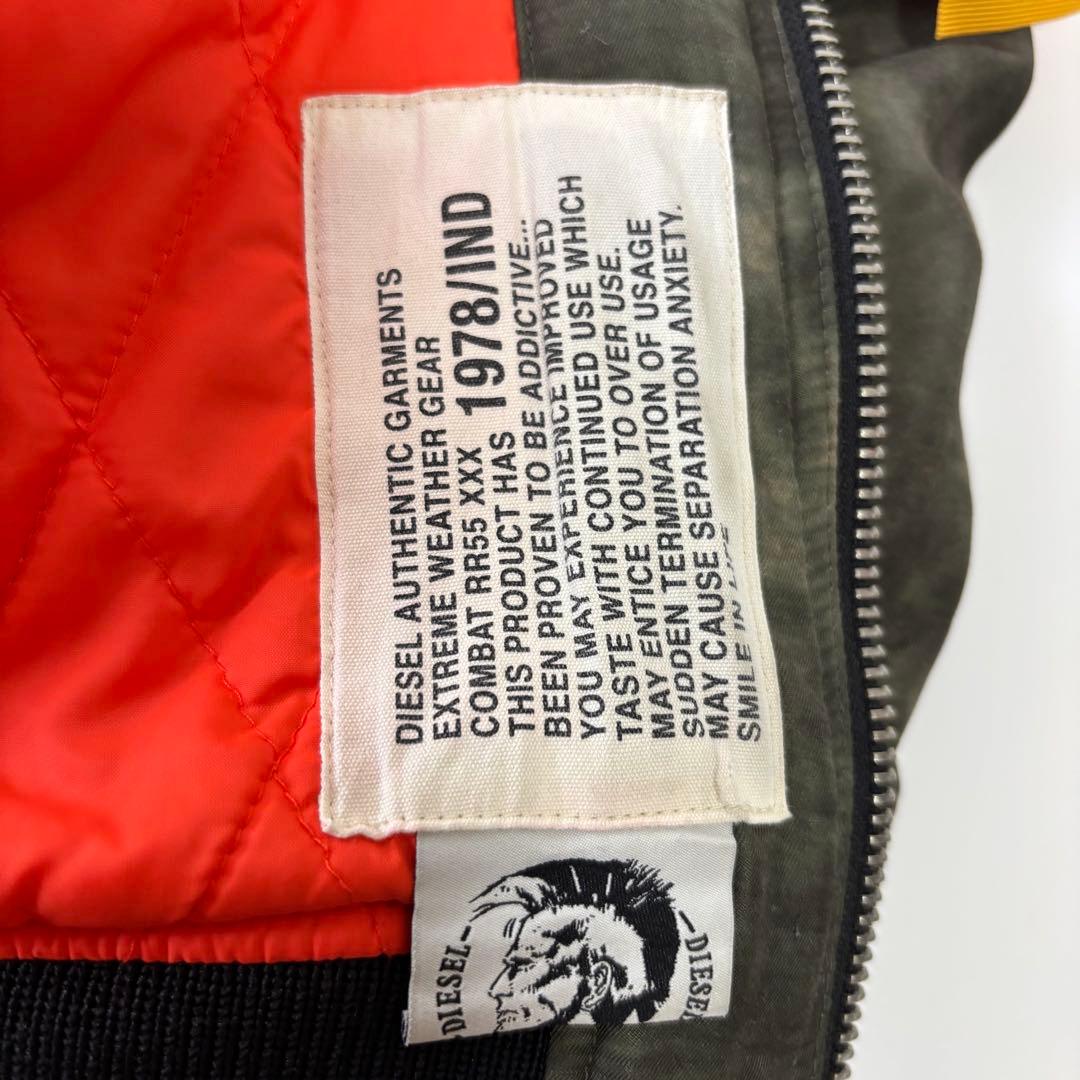 DIESEL AUTHENTIC GARMENTS
EXTREME WEATHER GEAR
COMBAT RR55 XXX 1978/IND
THIS PRODUCT HAS
BEEN PROVEN TO BE ADDICTIVE...
YOU MAY EXPERIENCE IMPROVED
TASTE WITH CONTINUED USE WHICH
MAY ENTICE YOU TO OVER USE.
SUDDEN TERMINATION OF USAGE
MAY CAUSE SEPARATION ANXIETY.
SMILE IN LIFE
DIESEL
DIESEL